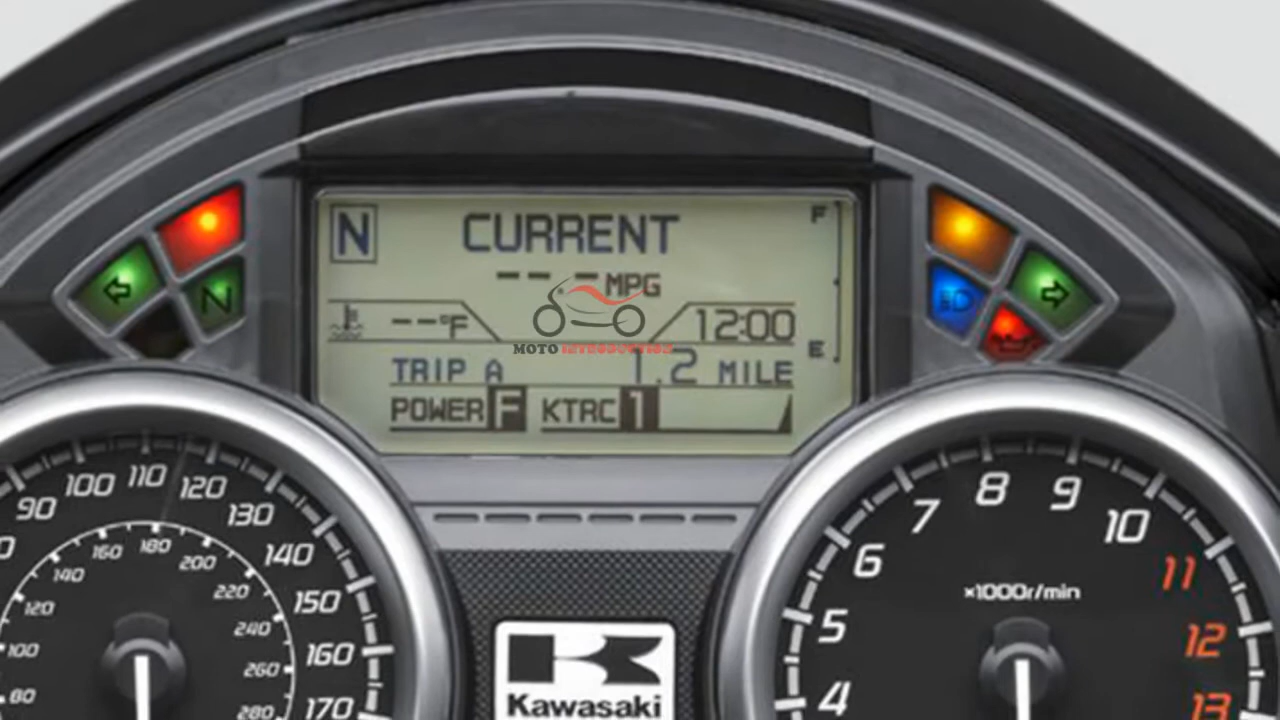 N CURRENT F
-- - MPG
--°F 12:00
N
E
TRIP A 1.2 MILE
POWER F KTRC 1
MOTO INTRODUCTION
90 100 110 120 130 140 150 160 170
80 100 120 140 160 180 200 220 240 260 280
4 5 6 7 8 9 10 11 12 13
×1000r/min
Kawasaki